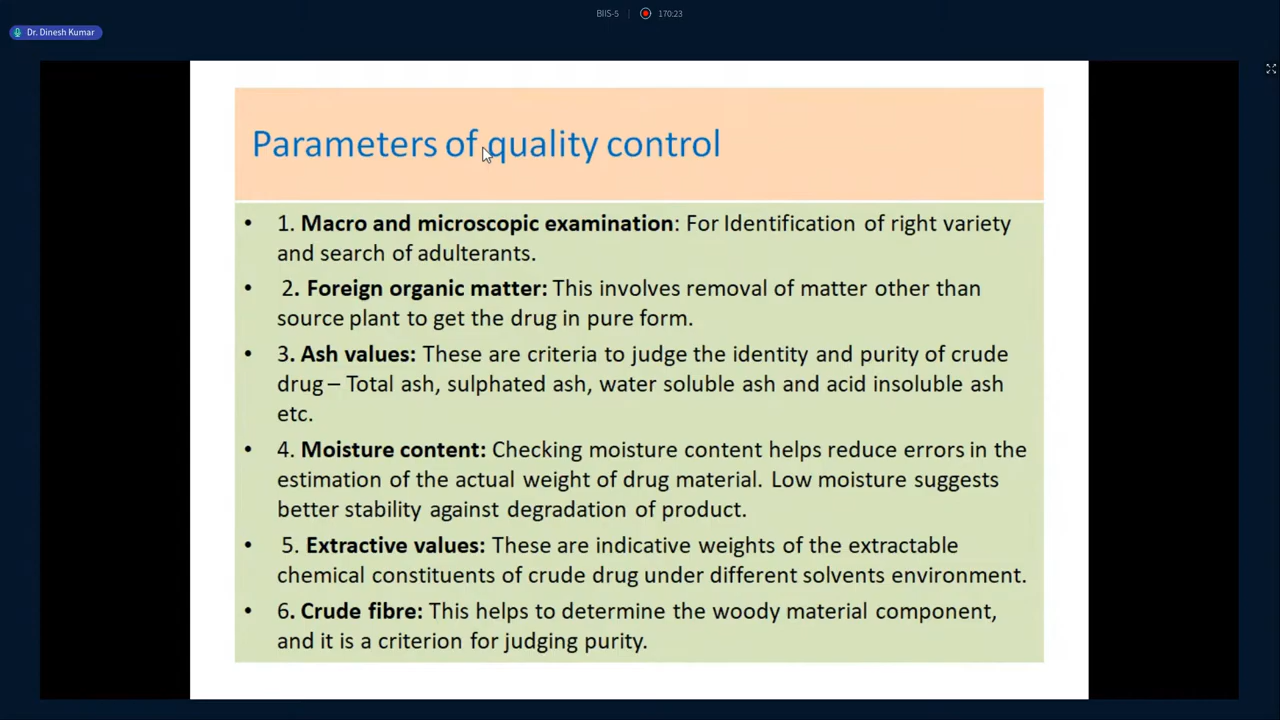 BIIS-5 | 170:23
Dr. Dinesh Kumar
Parameters of quality control
• 1. Macro and microscopic examination: For Identification of right variety
and search of adulterants.
• 2. Foreign organic matter: This involves removal of matter other than
source plant to get the drug in pure form.
• 3. Ash values: These are criteria to judge the identity and purity of crude
drug – Total ash, sulphated ash, water soluble ash and acid insoluble ash
etc.
• 4. Moisture content: Checking moisture content helps reduce errors in the
estimation of the actual weight of drug material. Low moisture suggests
better stability against degradation of product.
• 5. Extractive values: These are indicative weights of the extractable
chemical constituents of crude drug under different solvents environment.
• 6. Crude fibre: This helps to determine the woody material component,
and it is a criterion for judging purity.